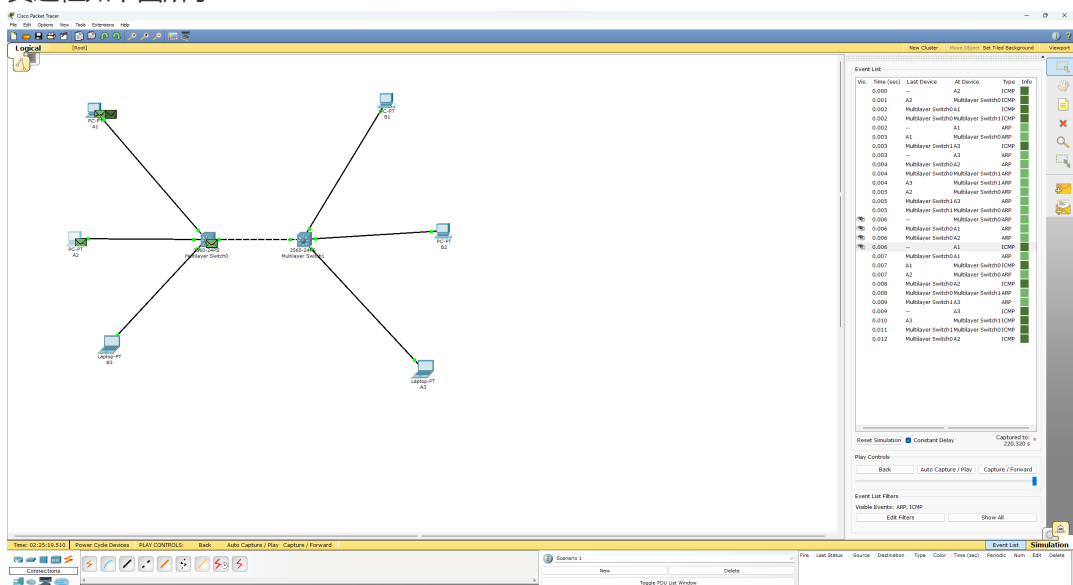 Cisco Packet Tracer
File Edit Options View Tools Extensions Help
Logical [Root] New Cluster Move Object Set Tiled Background Viewport
Event List
Vis. Time (sec) Last Device At Device Type Info
0.000 -- A2 ICMP
0.001 A2 Multilayer Switch0 ICMP
0.002 Multilayer Switch0 A1 ICMP
0.002 Multilayer Switch0 Multilayer Switch1 ICMP
0.002 -- A1 ARP
0.003 A1 Multilayer Switch0 ARP
0.003 Multilayer Switch1 A3 ICMP
0.003 -- A3 ARP
0.004 Multilayer Switch0 A2 ARP
0.004 Multilayer Switch0 Multilayer Switch1 ARP
0.004 A3 Multilayer Switch1 ARP
0.005 A2 Multilayer Switch0 ARP
0.005 Multilayer Switch1 A3 ARP
0.005 Multilayer Switch1 Multilayer Switch0 ARP
0.006 -- Multilayer Switch0 ARP
0.006 Multilayer Switch0 A1 ARP
0.006 Multilayer Switch0 A2 ARP
0.006 -- A1 ICMP
0.007 Multilayer Switch0 A1 ARP
0.007 A1 Multilayer Switch0 ICMP
0.007 A2 Multilayer Switch0 ARP
0.008 Multilayer Switch0 A2 ICMP
0.008 Multilayer Switch0 Multilayer Switch1 ARP
0.009 Multilayer Switch1 A3 ARP
0.009 -- A3 ICMP
0.010 A3 Multilayer Switch1 ICMP
0.011 Multilayer Switch1 Multilayer Switch0 ICMP
0.012 Multilayer Switch0 A2 ICMP
A1
B1
PC-PT
A2
PC-PT
B2
3560-24PS
Multilayer Switch0
Laptop-PT
B3
Laptop-PT
A3
Reset Simulation Constant Delay Captured to:
220.320 s
Play Controls
Back Auto Capture / Play Capture / Forward
Event List Filters
Visible Events: ARP, ICMP
Edit Filters Show All
Time: 02:25:19.510 Power Cycle Devices PLAY CONTROLS: Back Auto Capture / Play Capture / Forward Event List Simulation
Connections
Scenario 1
New Delete
Toggle PDU List Window
Fire Last Status Source Destination Type Color Time (sec) Periodic Num Edit Delete